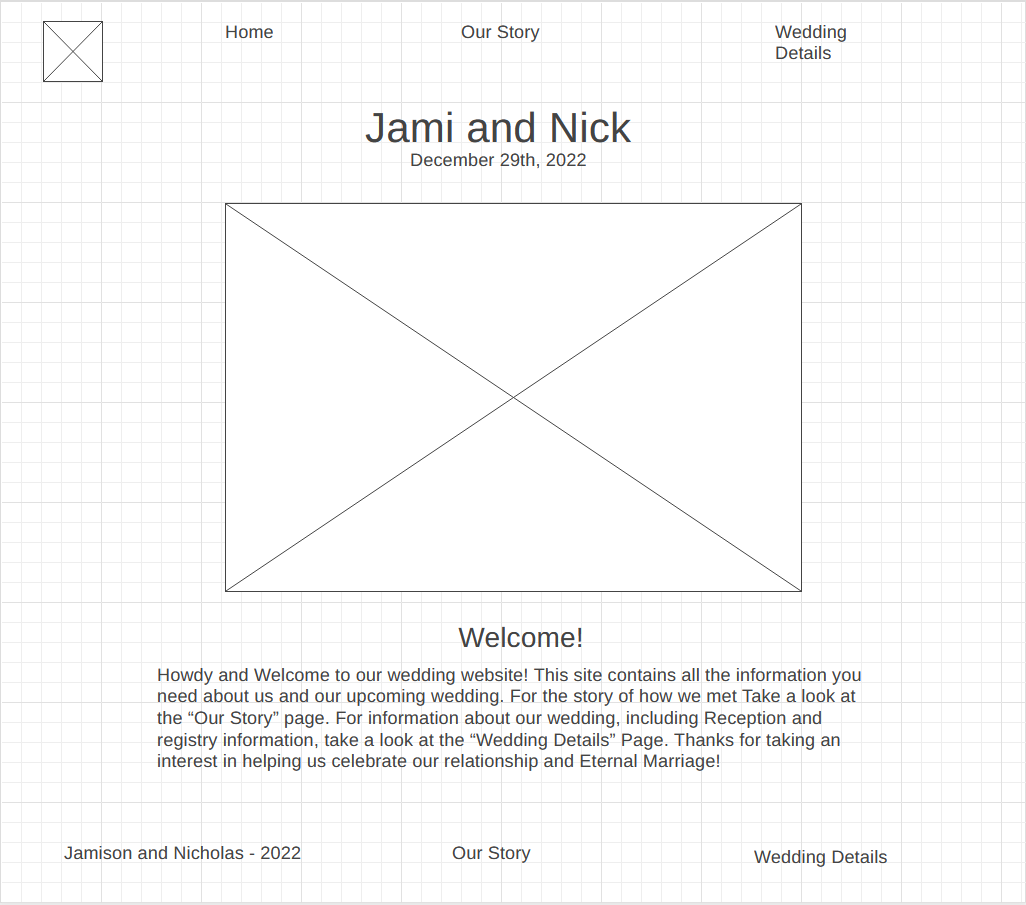 Home
Our Story
Wedding
Details
Jami and Nick
December 29th, 2022
Welcome!
Howdy and Welcome to our wedding website! This site contains all the information you
need about us and our upcoming wedding. For the story of how we met Take a look at
the “Our Story” page. For information about our wedding, including Reception and
registry information, take a look at the “Wedding Details” Page. Thanks for taking an
interest in helping us celebrate our relationship and Eternal Marriage!
Jamison and Nicholas - 2022
Our Story
Wedding Details